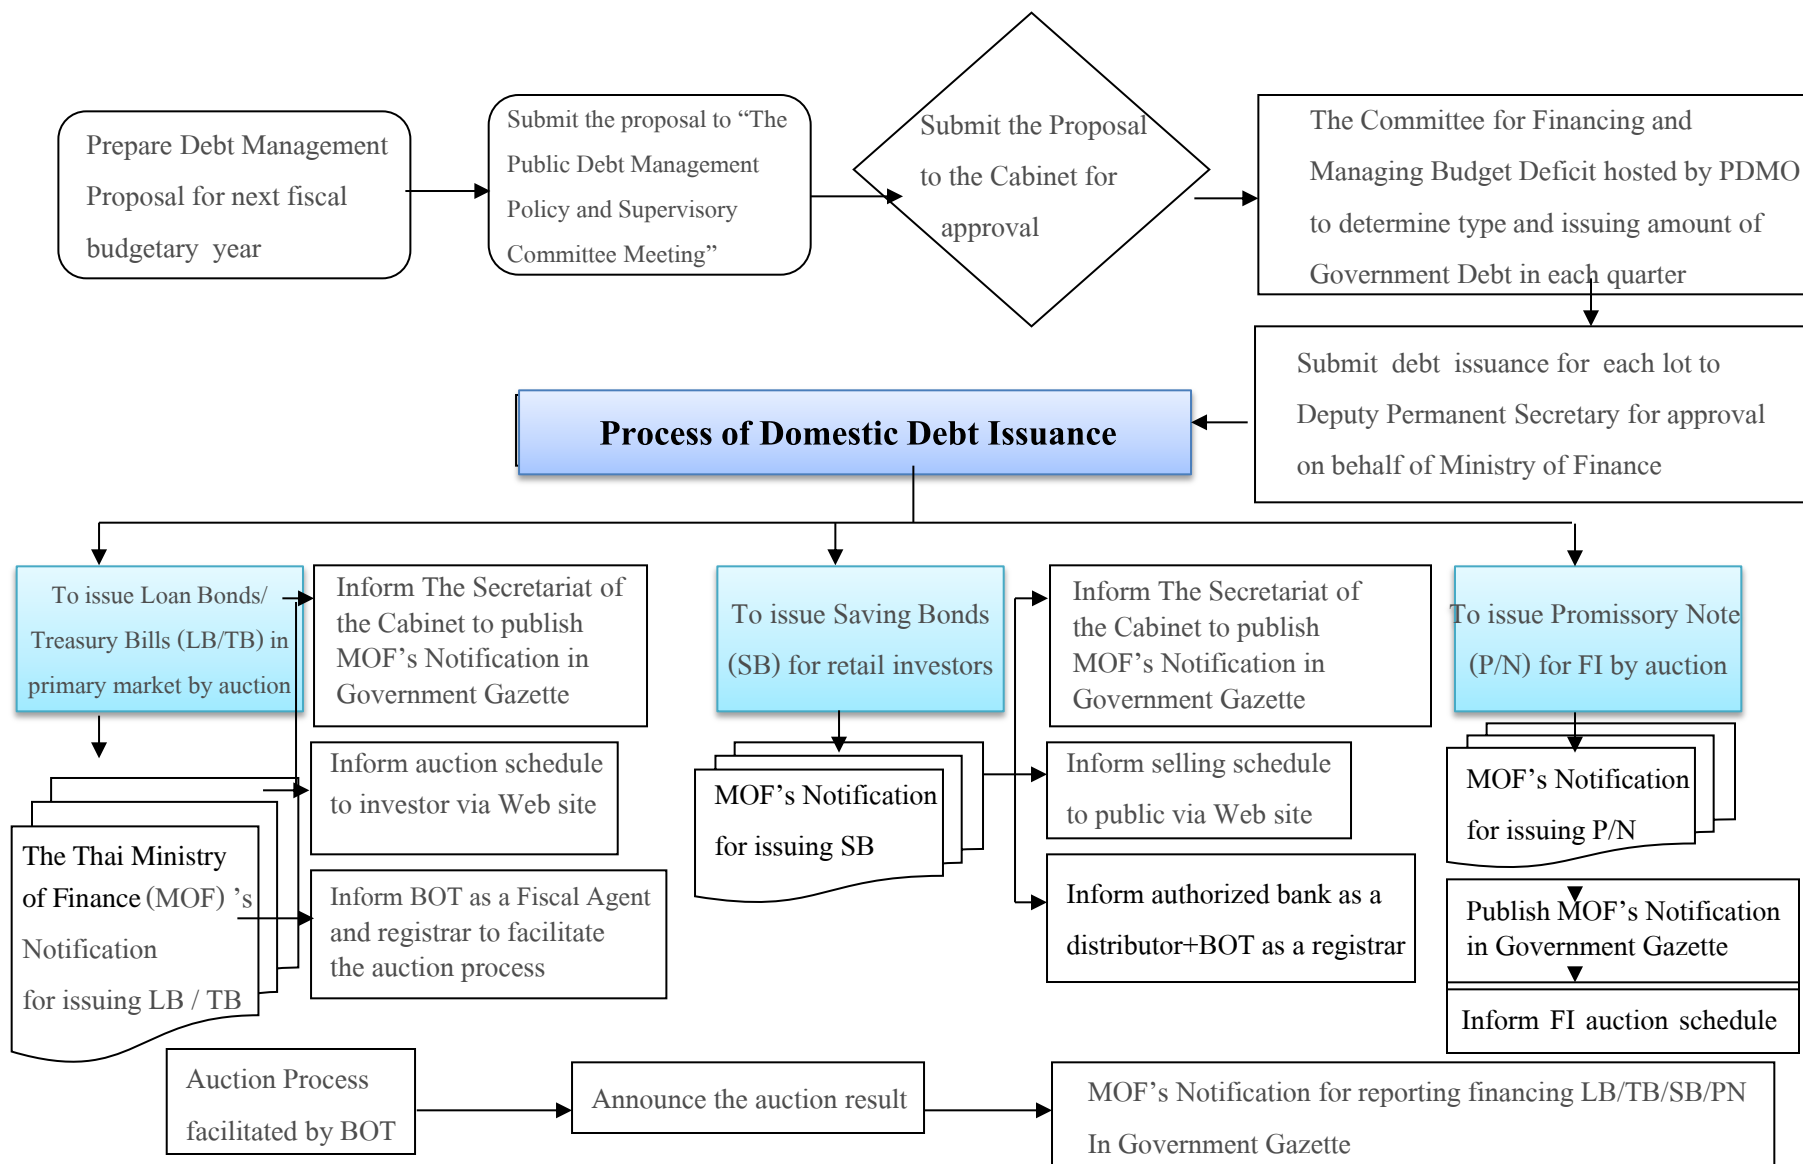 Prepare Debt Management
Proposal for next fiscal
budgetary year
Submit the proposal to “The
Public Debt Management
Policy and Supervisory
Committee Meeting”
Submit the Proposal
to the Cabinet for
approval
The Committee for Financing and
Managing Budget Deficit hosted by PDMO
to determine type and issuing amount of
Government Debt in each quarter
Submit debt issuance for each lot to
Deputy Permanent Secretary for approval
on behalf of Ministry of Finance
Process of Domestic Debt Issuance
To issue Loan Bonds/
Treasury Bills (LB/TB) in
primary market by auction
Inform The Secretariat of
the Cabinet to publish
MOF’s Notification in
Government Gazette
To issue Saving Bonds
(SB) for retail investors
Inform The Secretariat of
the Cabinet to publish
MOF’s Notification in
Government Gazette
To issue Promissory Note
(P/N) for FI by auction
Inform auction schedule
to investor via Web site
MOF’s Notification
for issuing SB
Inform selling schedule
to public via Web site
MOF’s Notification
for issuing P/N
The Thai Ministry
of Finance (MOF) ’s
Notification
for issuing LB / TB
Inform BOT as a Fiscal Agent
and registrar to facilitate
the auction process
Inform authorized bank as a
distributor+BOT as a registrar
Publish MOF’s Notification
in Government Gazette
Inform FI auction schedule
Auction Process
facilitated by BOT
Announce the auction result
MOF’s Notification for reporting financing LB/TB/SB/PN
In Government Gazette